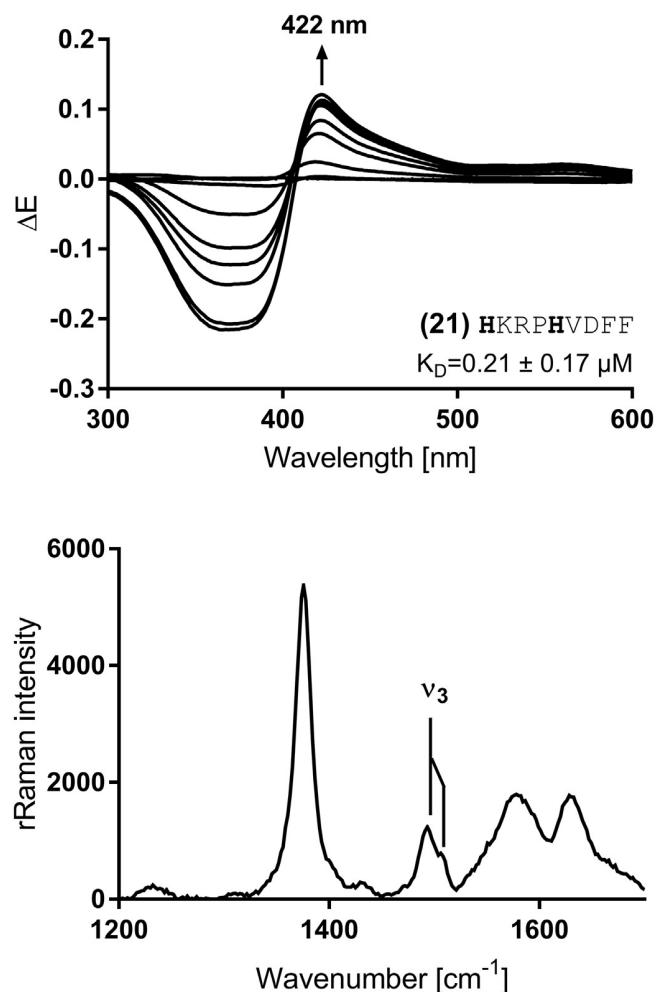 422 nm
0.2
0.1
0.0
-0.1
-0.2
-0.3
ΔE
(21) HKRPHVDFF
K_D=0.21 ± 0.17 µM
300 400 500 600
Wavelength [nm]
6000
4000
2000
0
rRaman intensity
ν₃
1200 1400 1600
Wavenumber [cm⁻¹]